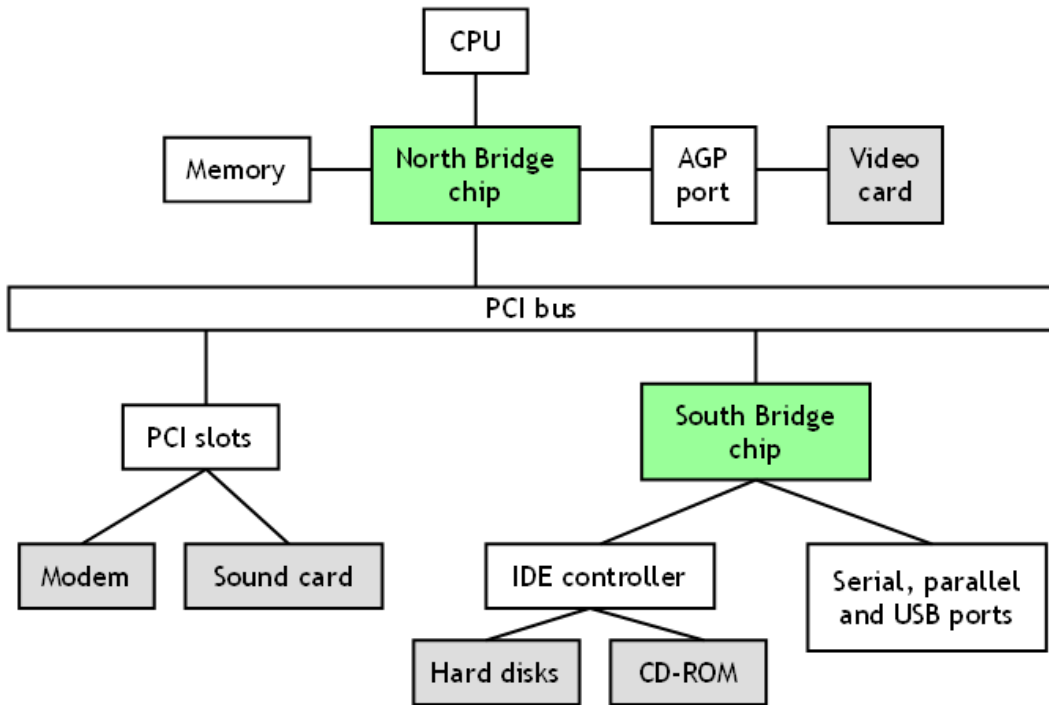 CPU
Memory
North Bridge
chip
AGP
port
Video
card
PCI bus
PCI slots
South Bridge
chip
Modem
Sound card
IDE controller
Serial, parallel
and USB ports
Hard disks
CD-ROM